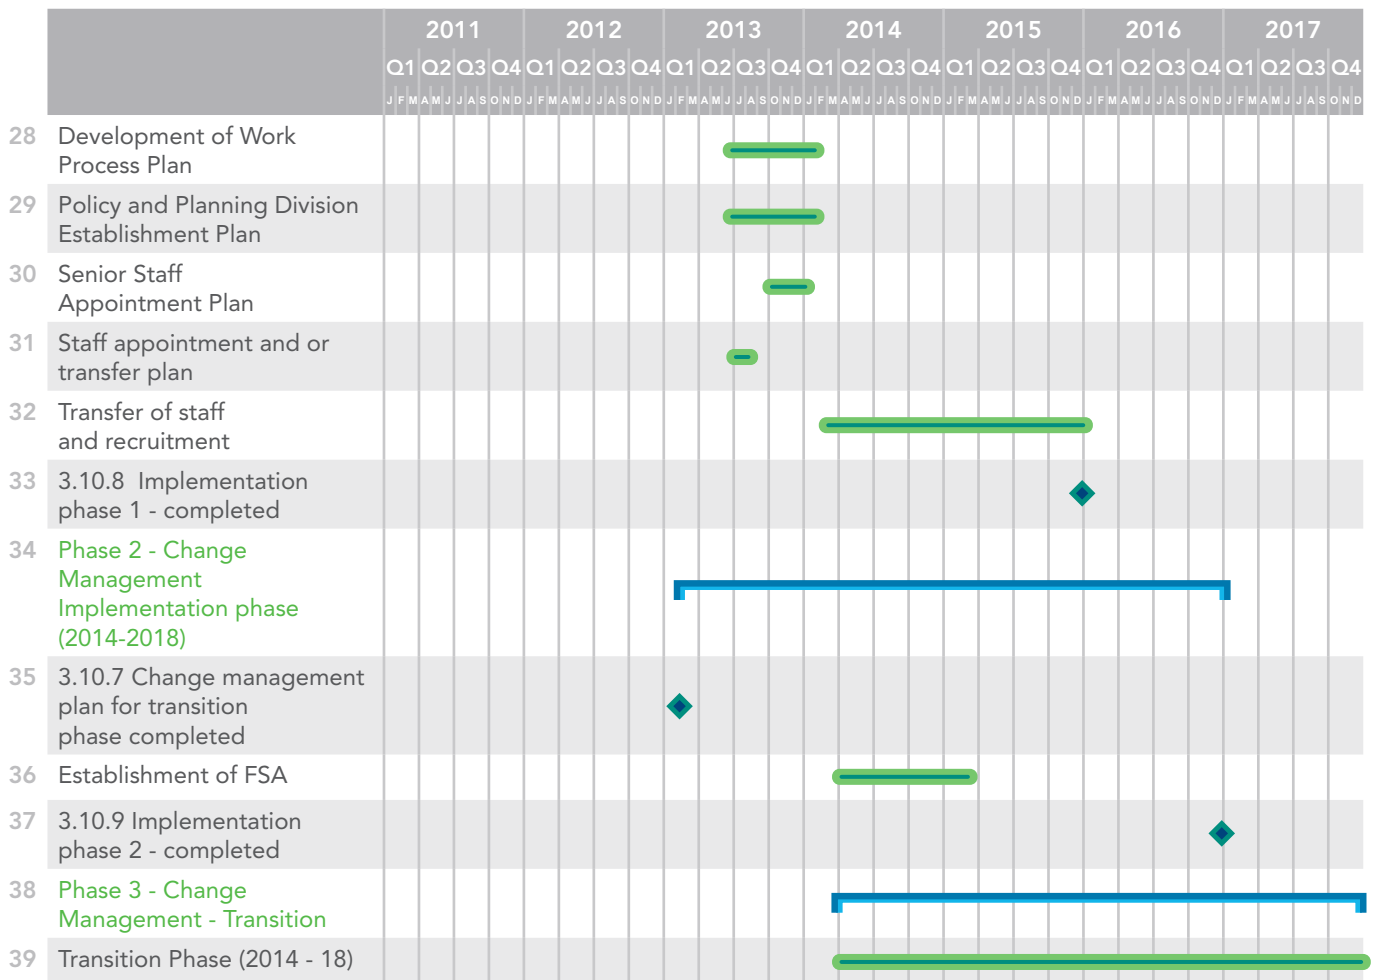 2011 2012 2013 2014 2015 2016 2017
Q1 Q2 Q3 Q4 Q1 Q2 Q3 Q4 Q1 Q2 Q3 Q4 Q1 Q2 Q3 Q4 Q1 Q2 Q3 Q4 Q1 Q2 Q3 Q4 Q1 Q2 Q3 Q4
J F M A M J J A S O N D J F M A M J J A S O N D J F M A M J J A S O N D J F M A M J J A S O N D J F M A M J J A S O N D J F M A M J J A S O N D J F M A M J J A S O N D
28 Development of Work
Process Plan
29 Policy and Planning Division
Establishment Plan
30 Senior Staff
Appointment Plan
31 Staff appointment and or
transfer plan
32 Transfer of staff
and recruitment
33 3.10.8 Implementation
phase 1 - completed
34 Phase 2 - Change
Management
Implementation phase
(2014-2018)
35 3.10.7 Change management
plan for transition
phase completed
36 Establishment of FSA
37 3.10.9 Implementation
phase 2 - completed
38 Phase 3 - Change
Management - Transition
39 Transition Phase (2014 - 18)